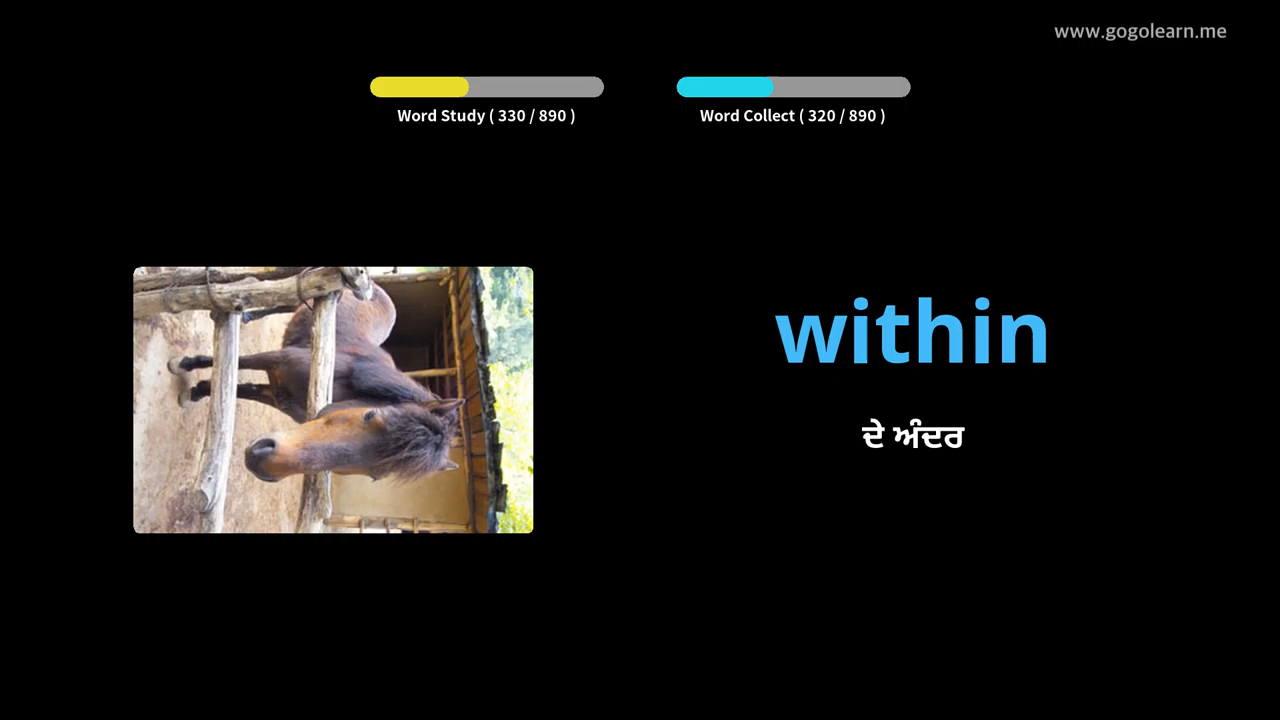 www.gogolearn.me
Word Study ( 330 / 890 )
Word Collect ( 320 / 890 )
within
ਦੇ ਅੰਦਰ